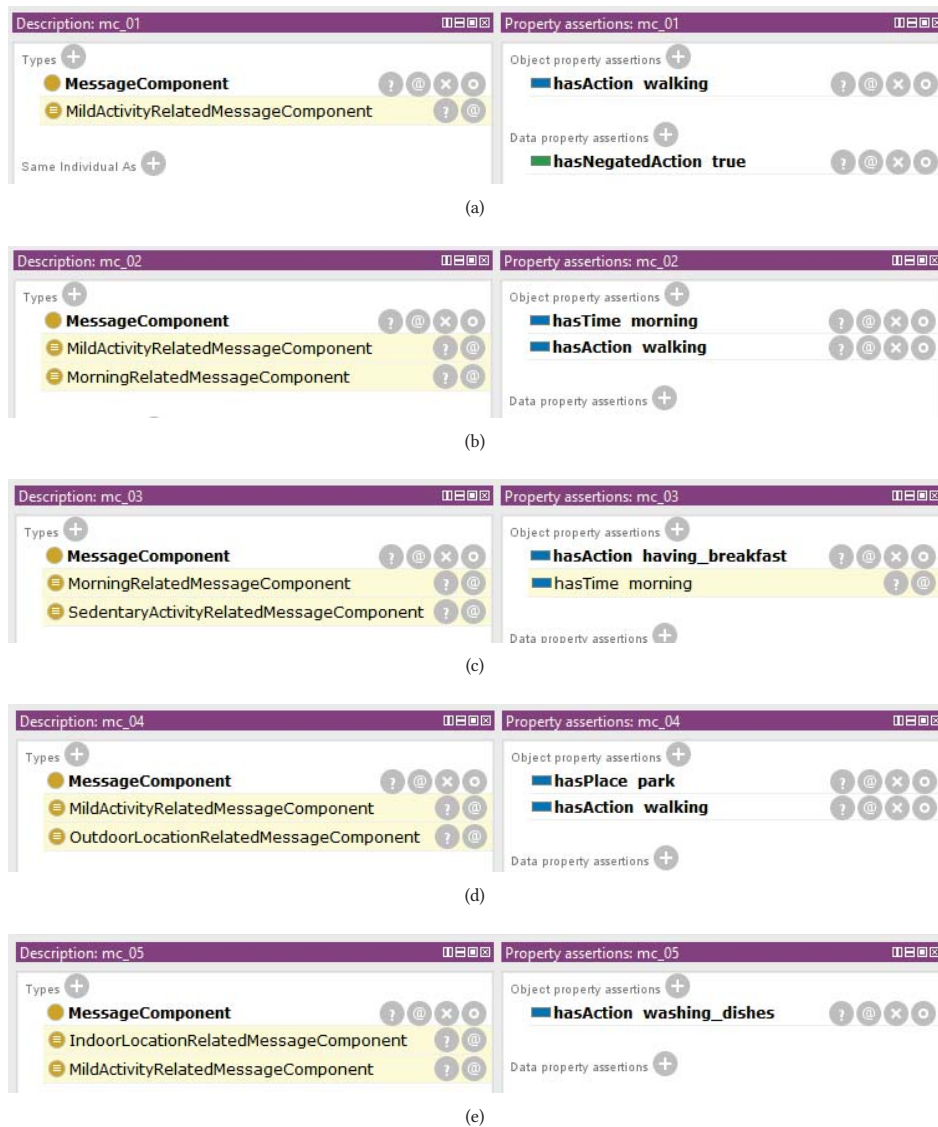 Description: mc_01
Types
MessageComponent
MildActivityRelatedMessageComponent
Same Individual As
Property assertions: mc_01
Object property assertions
hasAction walking
Data property assertions
hasNegatedAction true
(a)
Description: mc_02
Types
MessageComponent
MildActivityRelatedMessageComponent
MorningRelatedMessageComponent
Property assertions: mc_02
Object property assertions
hasTime morning
hasAction walking
Data property assertions
(b)
Description: mc_03
Types
MessageComponent
MorningRelatedMessageComponent
SedentaryActivityRelatedMessageComponent
Property assertions: mc_03
Object property assertions
hasAction having_breakfast
hasTime morning
Data property assertions
(c)
Description: mc_04
Types
MessageComponent
MildActivityRelatedMessageComponent
OutdoorLocationRelatedMessageComponent
Property assertions: mc_04
Object property assertions
hasPlace park
hasAction walking
Data property assertions
(d)
Description: mc_05
Types
MessageComponent
IndoorLocationRelatedMessageComponent
MildActivityRelatedMessageComponent
Property assertions: mc_05
Object property assertions
hasAction washing_dishes
Data property assertions
(e)